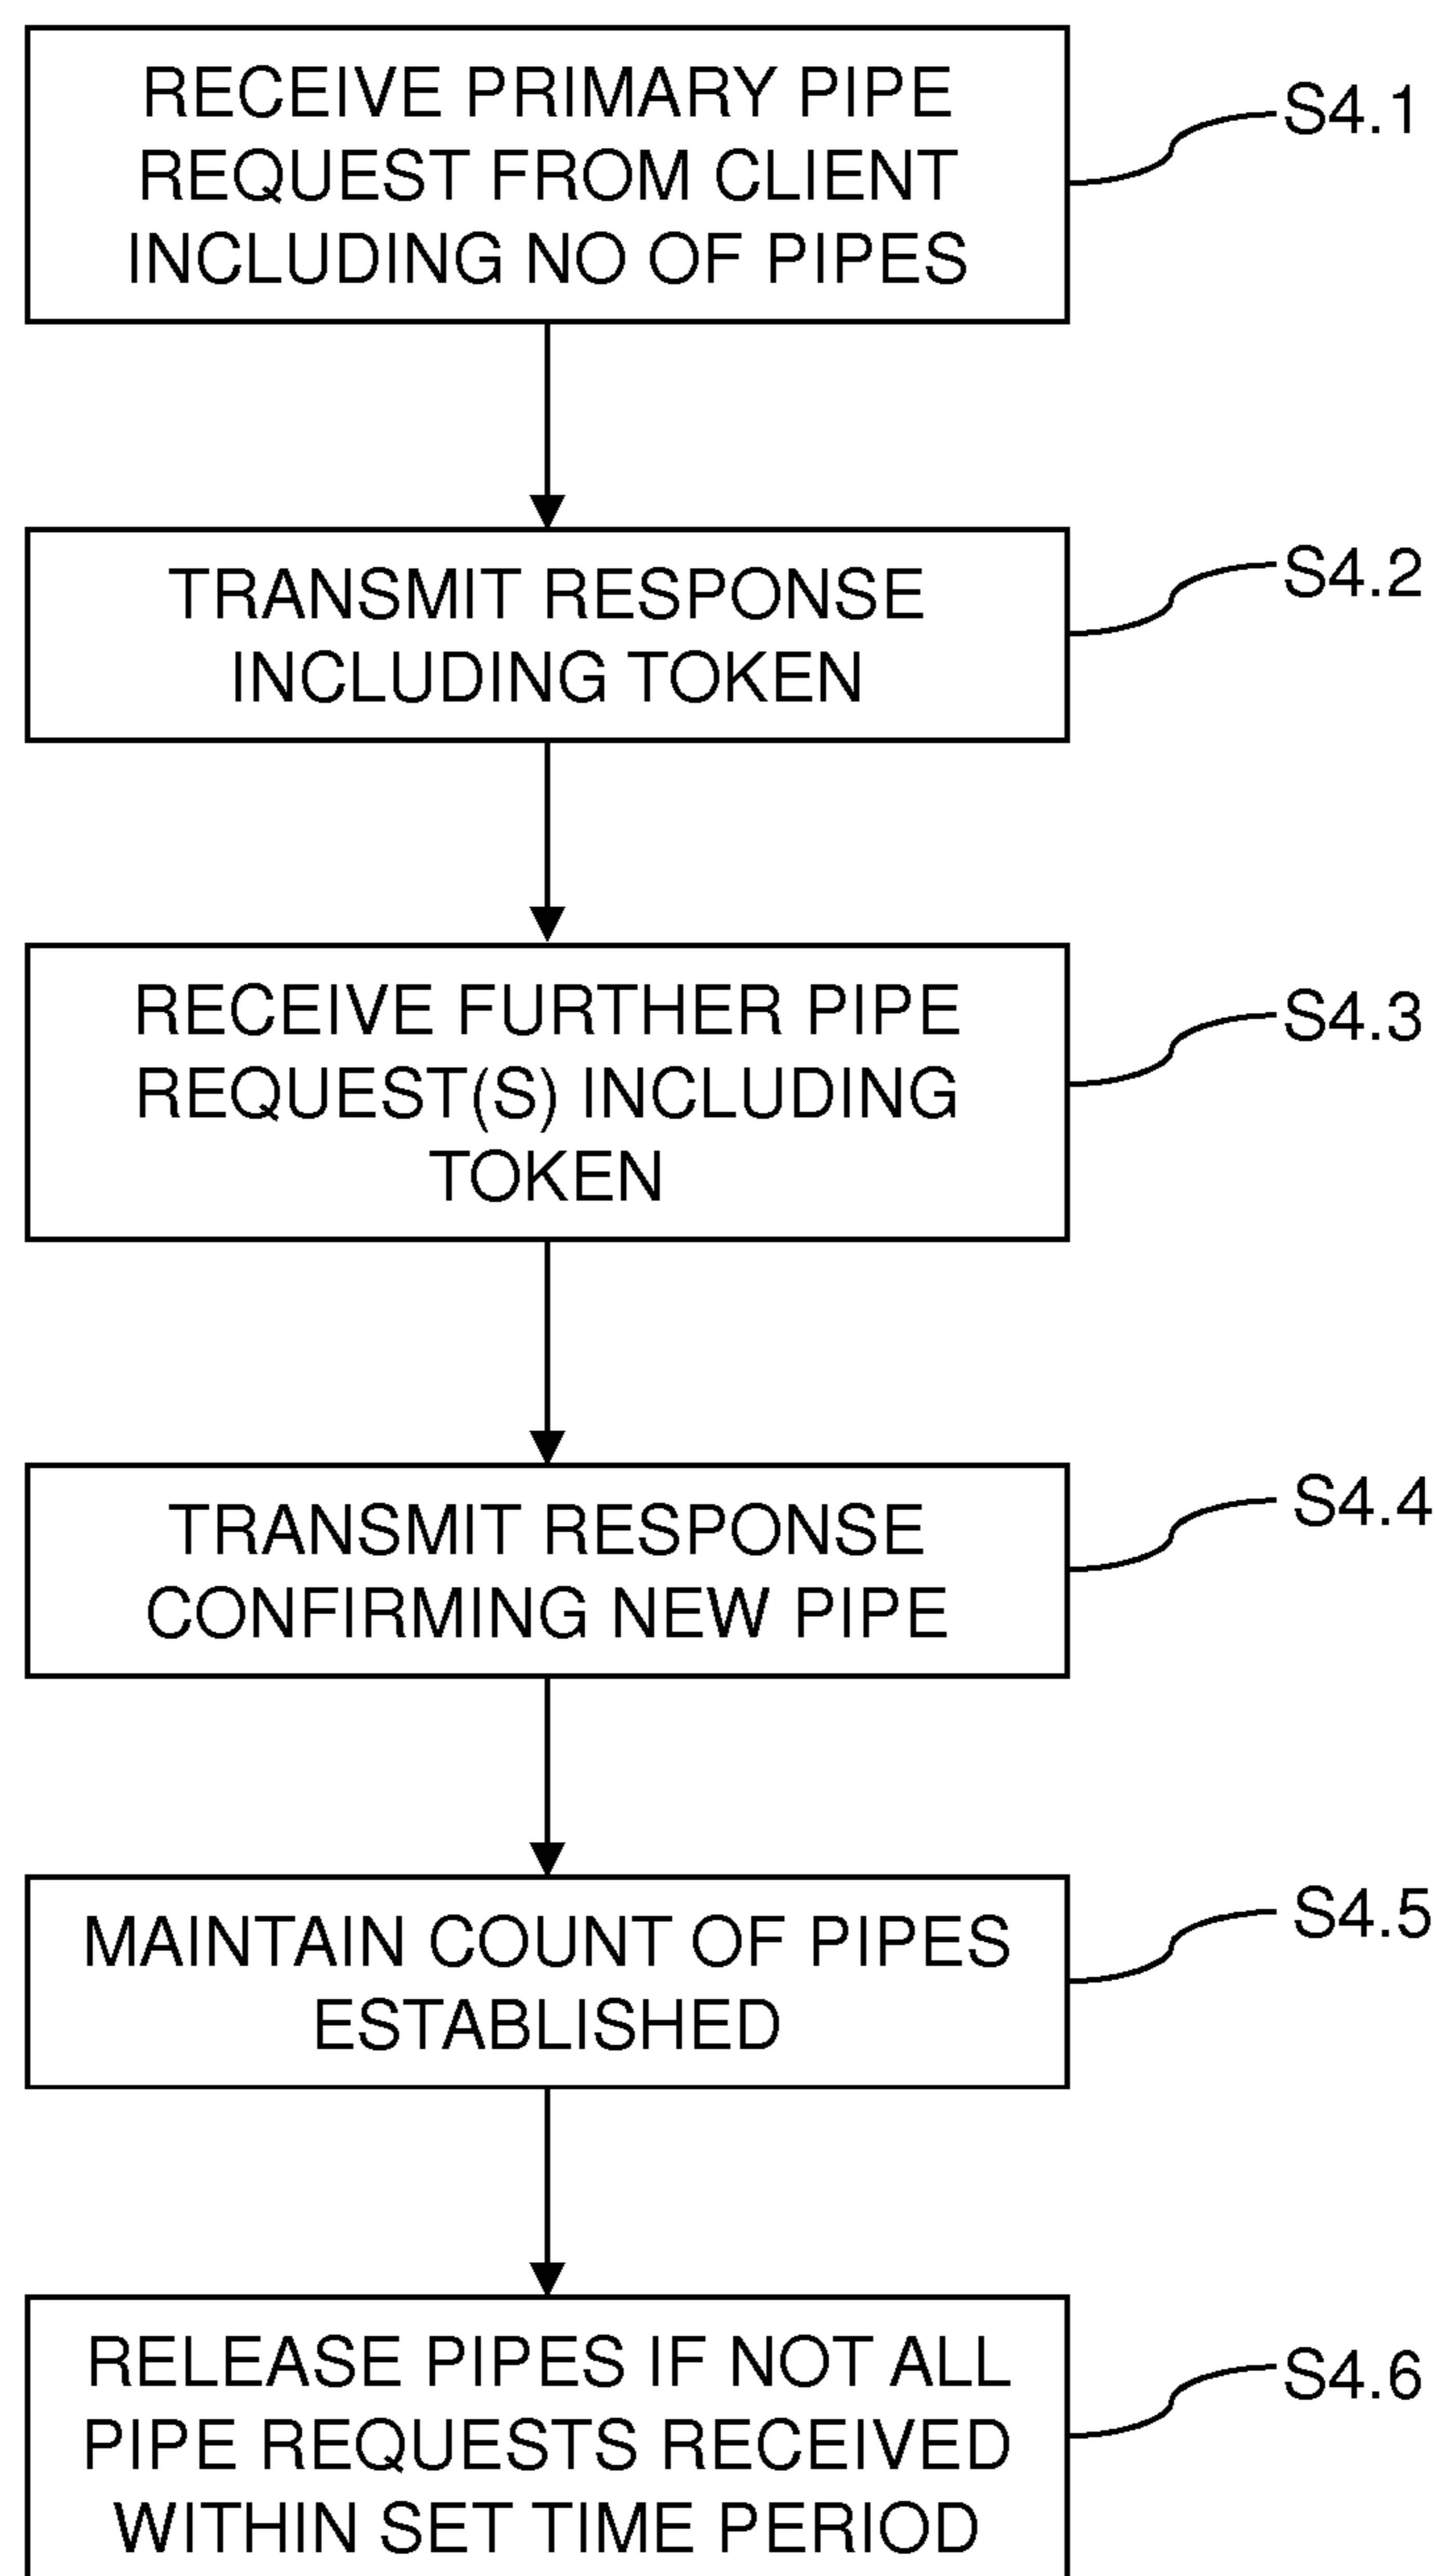 RECEIVE PRIMARY PIPE
REQUEST FROM CLIENT
INCLUDING NO OF PIPES
S4.1
TRANSMIT RESPONSE
INCLUDING TOKEN
S4.2
RECEIVE FURTHER PIPE
REQUEST(S) INCLUDING
TOKEN
S4.3
TRANSMIT RESPONSE
CONFIRMING NEW PIPE
S4.4
MAINTAIN COUNT OF PIPES
ESTABLISHED
S4.5
RELEASE PIPES IF NOT ALL
PIPE REQUESTS RECEIVED
WITHIN SET TIME PERIOD
S4.6